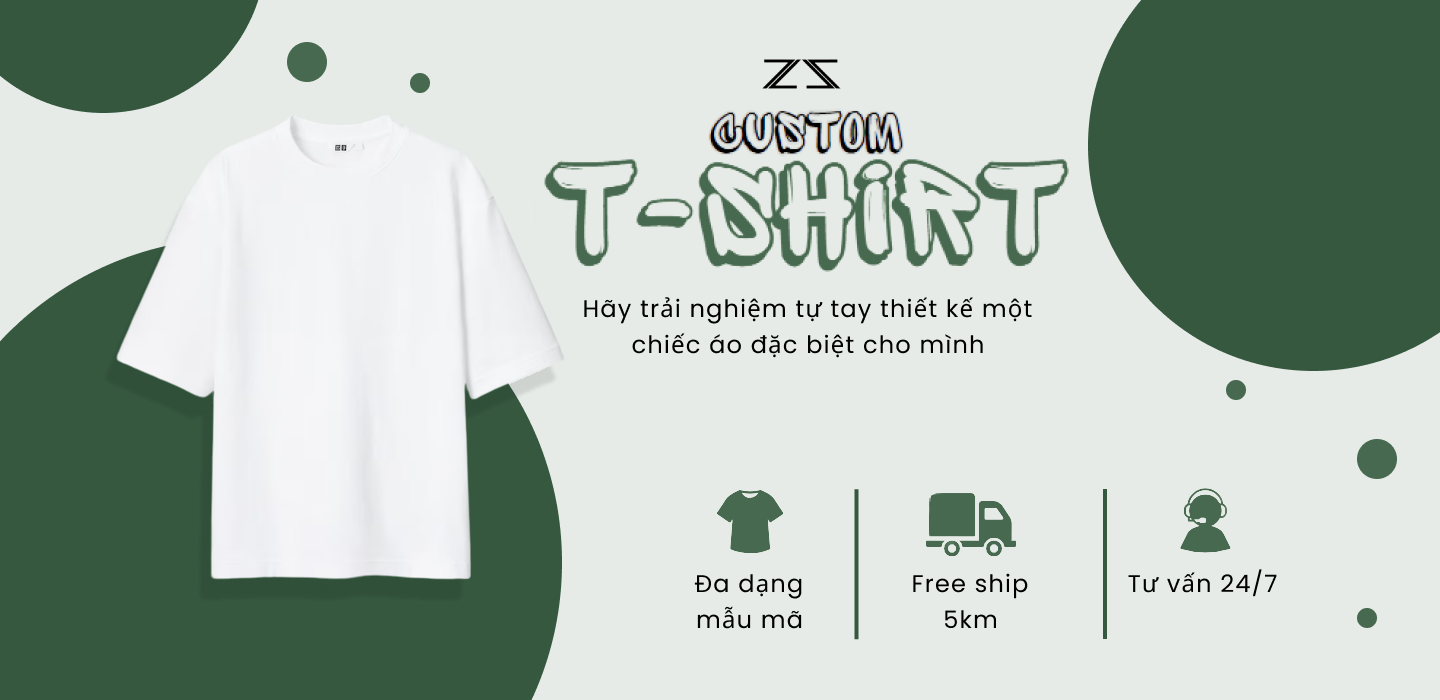 ZS
CUSTOM
T-SHiRT
Hãy trải nghiệm tự tay thiết kế một
chiếc áo đặc biệt cho mình
Đa dạng
mẫu mã
Free ship
5km
Tư vấn 24/7